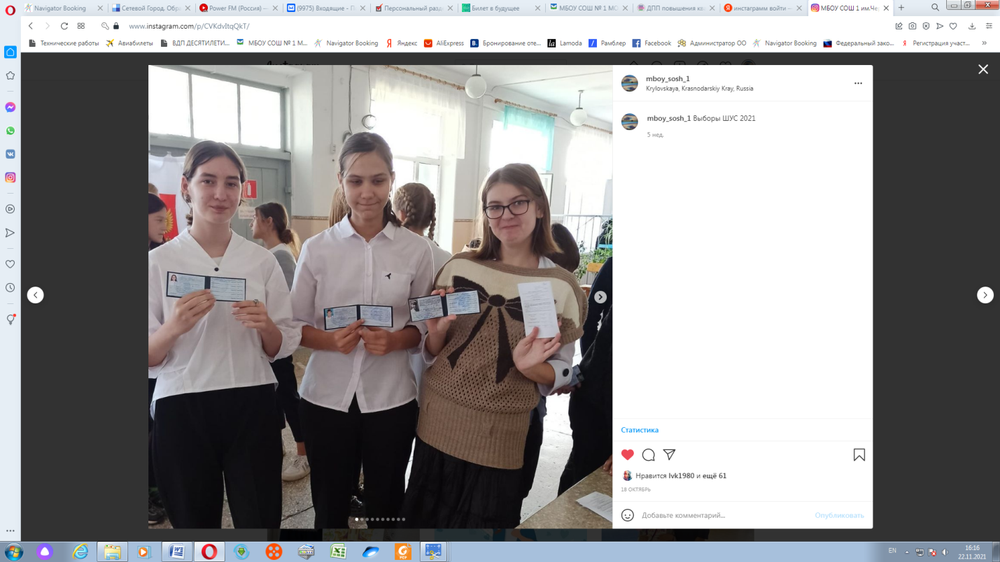 Navigator Booking
Сетевой Город. Обра
Power FM (Россия) —
(9975) Входящие - П
Персональный разд
Билет в будущее
МБОУ СОШ № 1 МО
ДПП повышения кв
инстаграмм войти —
МБОУ СОШ 1 им.Че
www.instagram.com/p/CVKdvItqQkT/
Технические работы
Авиабилеты
ВДП ДЕСЯТИЛЕТИ...
МБОУ СОШ № 1 М...
Navigator Booking
Яндекс
AliExpress
Бронирование оте...
Lamoda
Рамблер
Facebook
Администратор ОО
Navigator Booking
Федеральный зако...
Регистрация участ...
mboy_sosh_1
Krylovskaya, Krasnodarskiy Kray, Russia
mboy_sosh_1 Выборы ШУС 2021
5 нед.
Статистика
Нравится lvk1980 и ещё 61
18 ОКТЯБРЬ
Добавьте комментарий...
Опубликовать
EN
16:16
22.11.2021